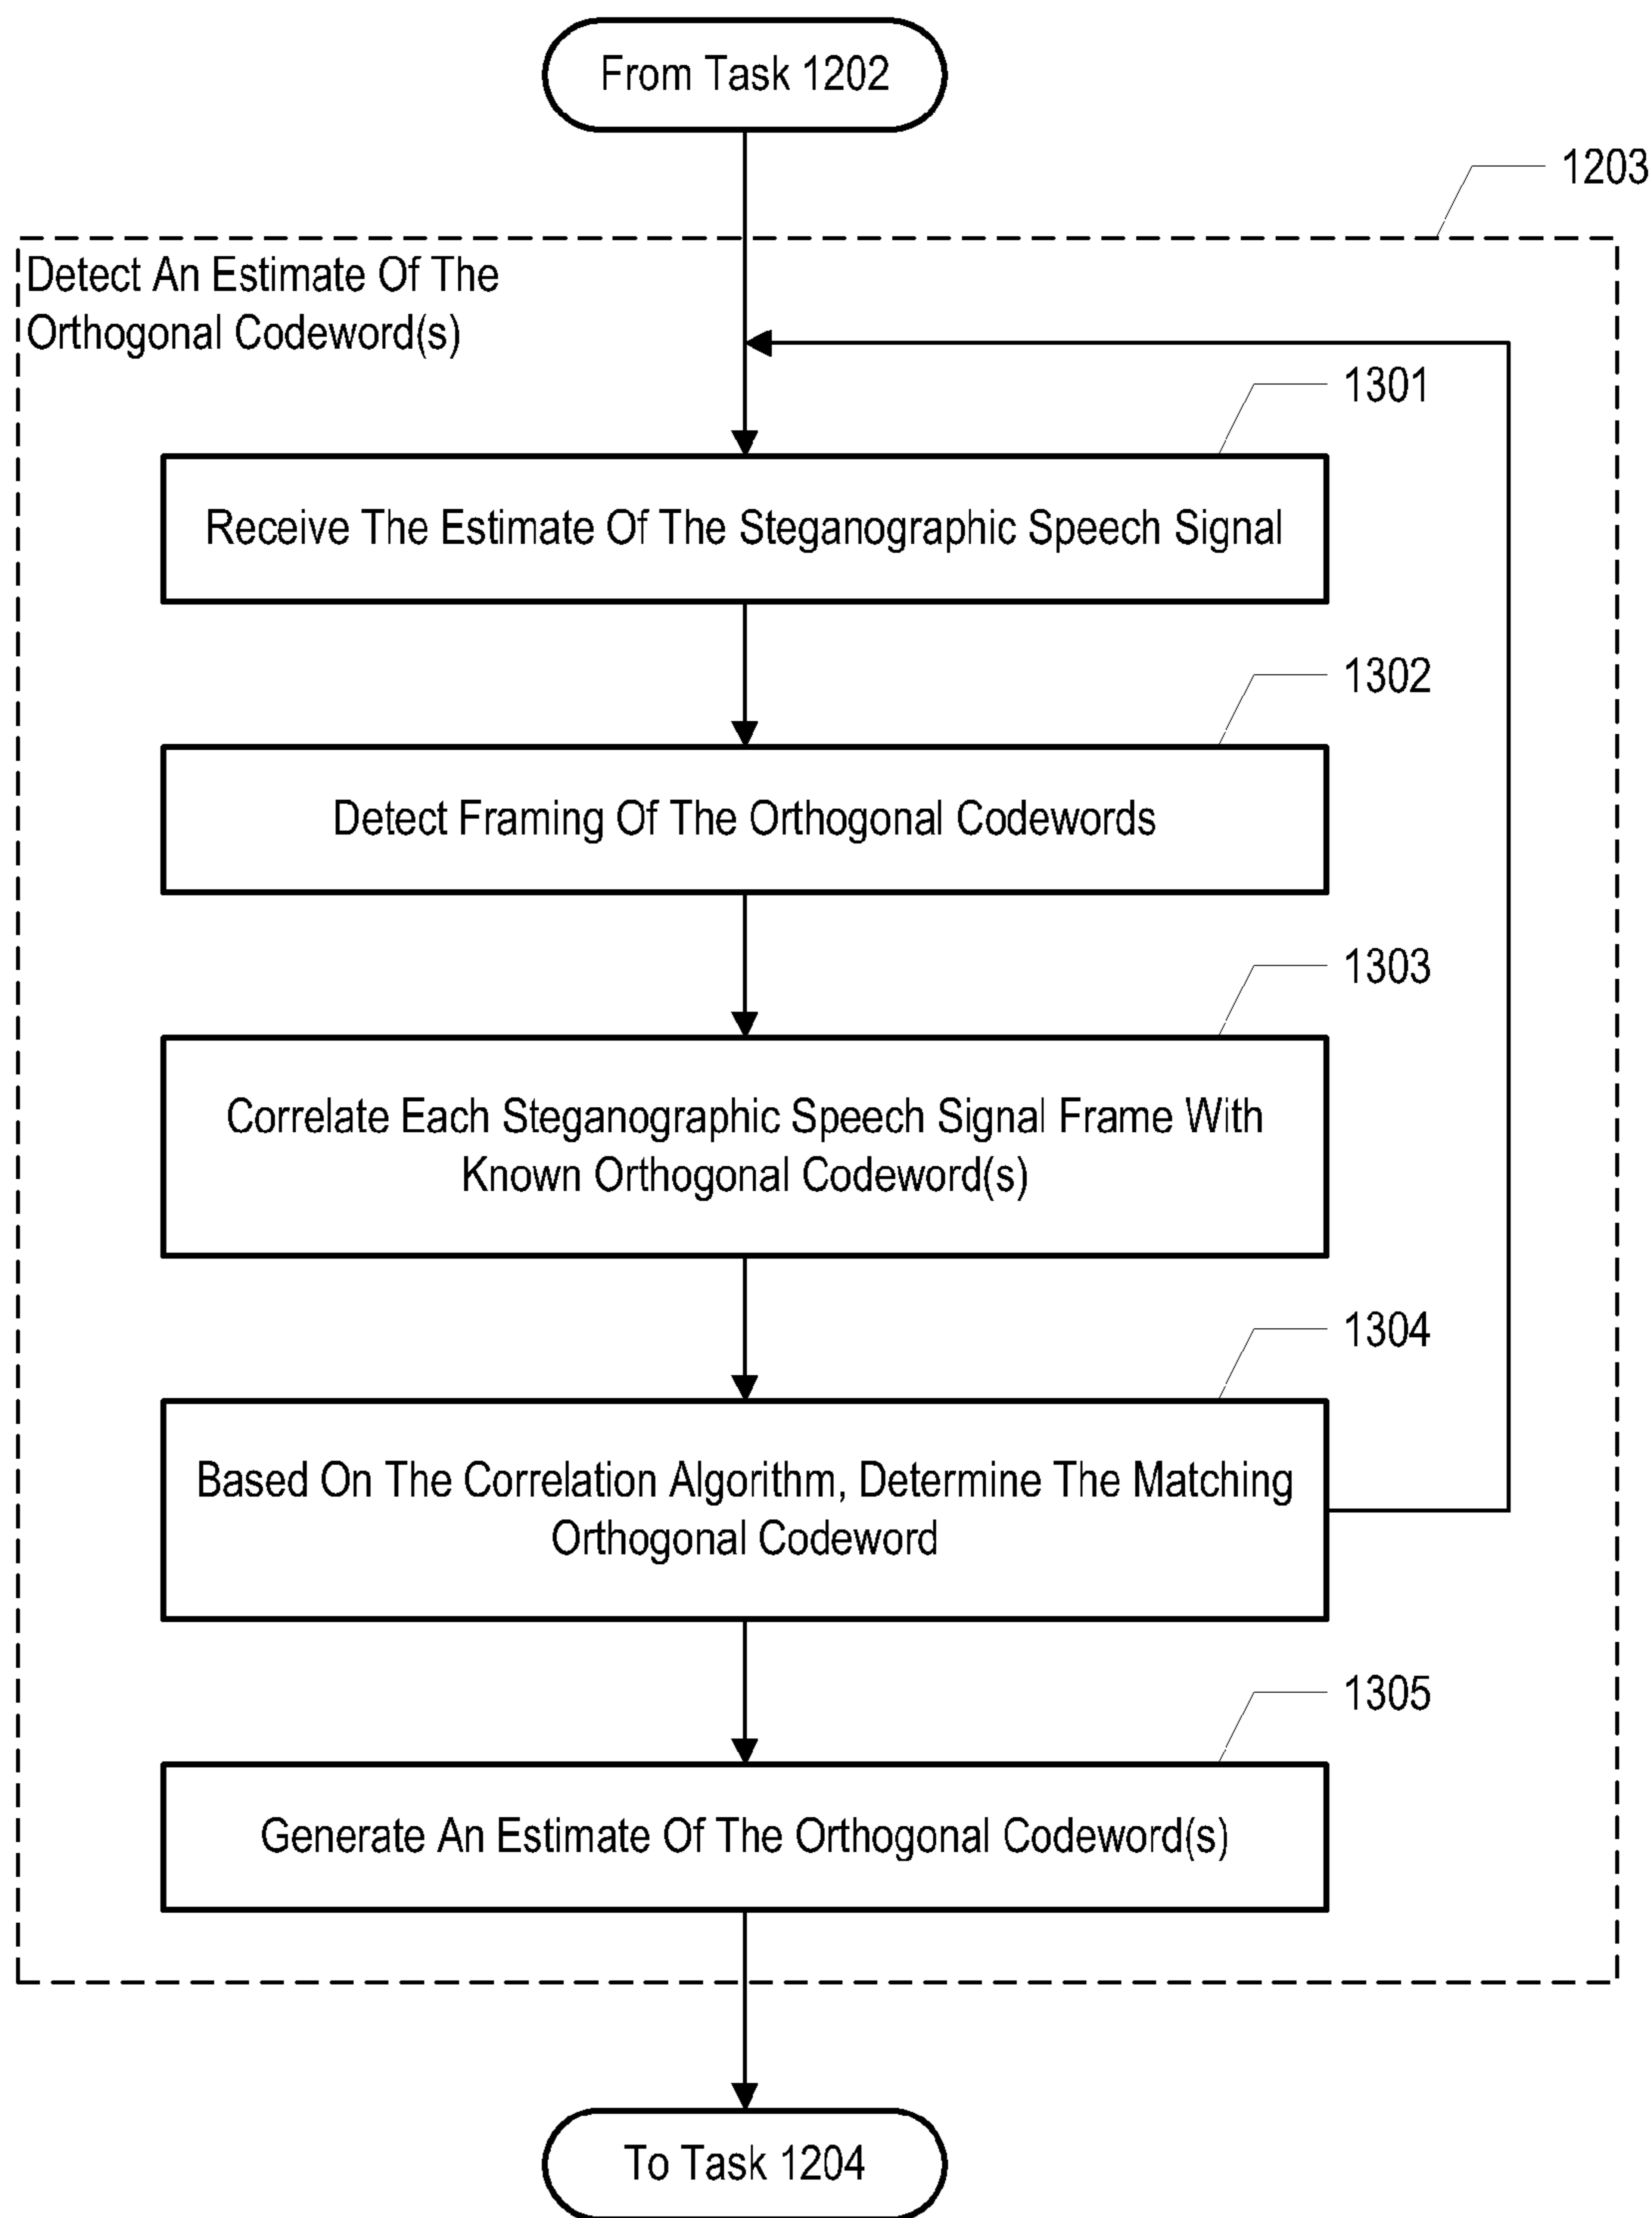 From Task 1202
1203
Detect An Estimate Of The
Orthogonal Codeword(s)
1301
Receive The Estimate Of The Steganographic Speech Signal
1302
Detect Framing Of The Orthogonal Codewords
1303
Correlate Each Steganographic Speech Signal Frame With
Known Orthogonal Codeword(s)
1304
Based On The Correlation Algorithm, Determine The Matching
Orthogonal Codeword
1305
Generate An Estimate Of The Orthogonal Codeword(s)
To Task 1204